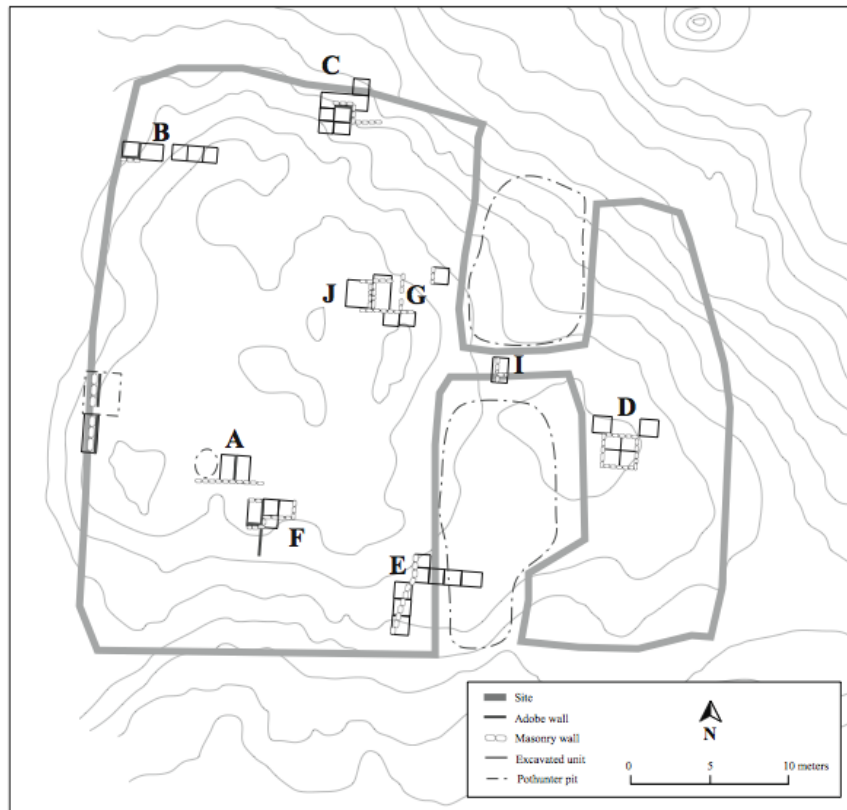 C
B
J
G
I
D
A
F
E
Site
Adobe wall
Masonry wall
Excavated unit
Pothunter pit
N
0 5 10 meters